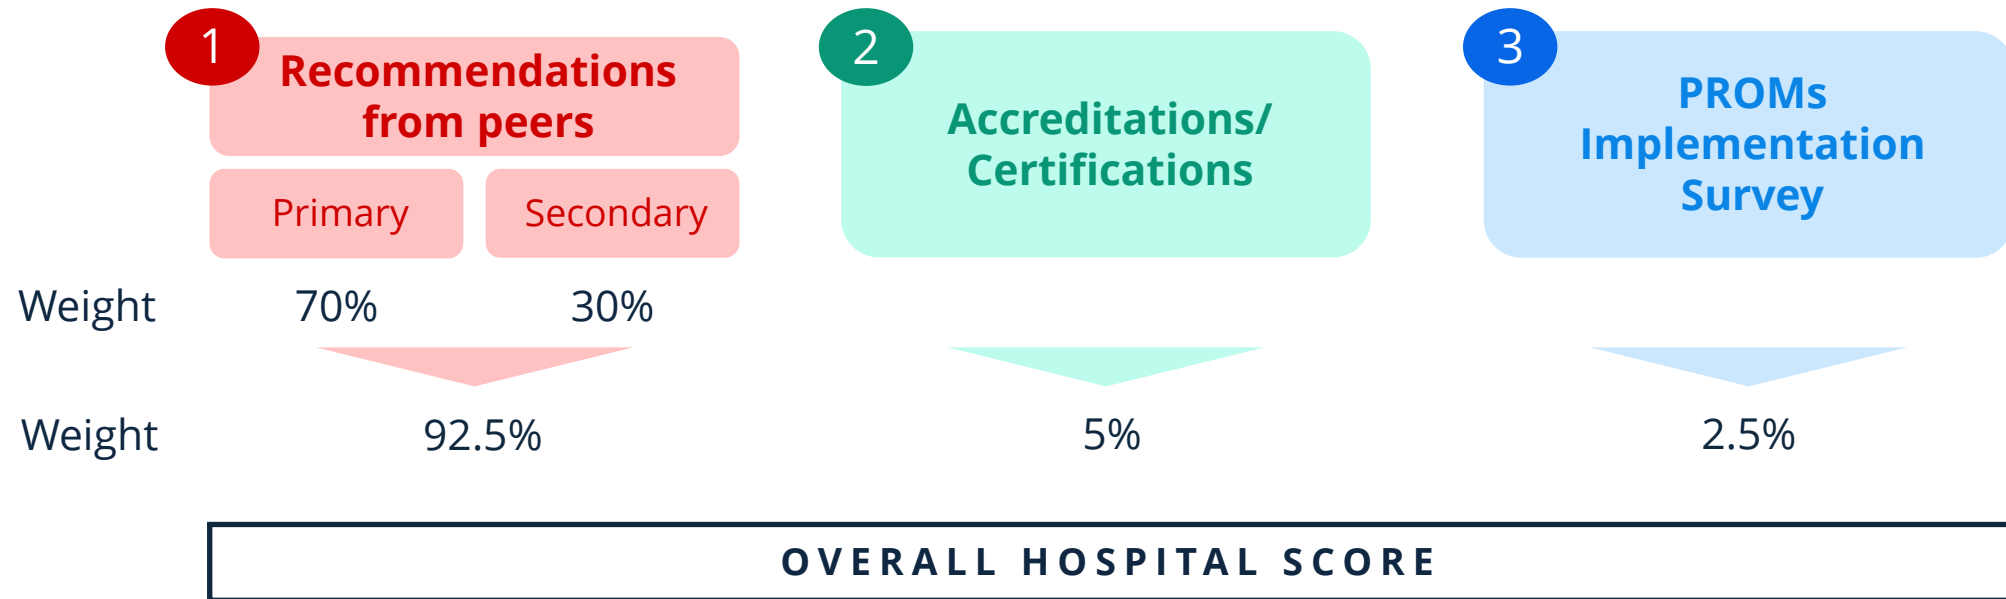 1
Recommendations
from peers
Primary
Secondary
2
Accreditations/
Certifications
3
PROMs
Implementation
Survey
Weight
70%
30%
Weight
92.5%
5%
2.5%
OVERALL HOSPITAL SCORE